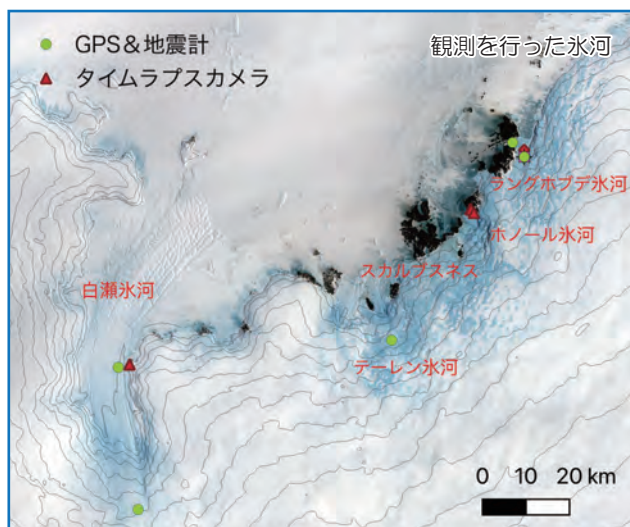 GPS&地震計
タイムラプスカメラ
観測を行った氷河
ラングホブデ氷河
ホノール氷河
スカルブスネス
白瀬氷河
テーレン氷河
0 10 20 km